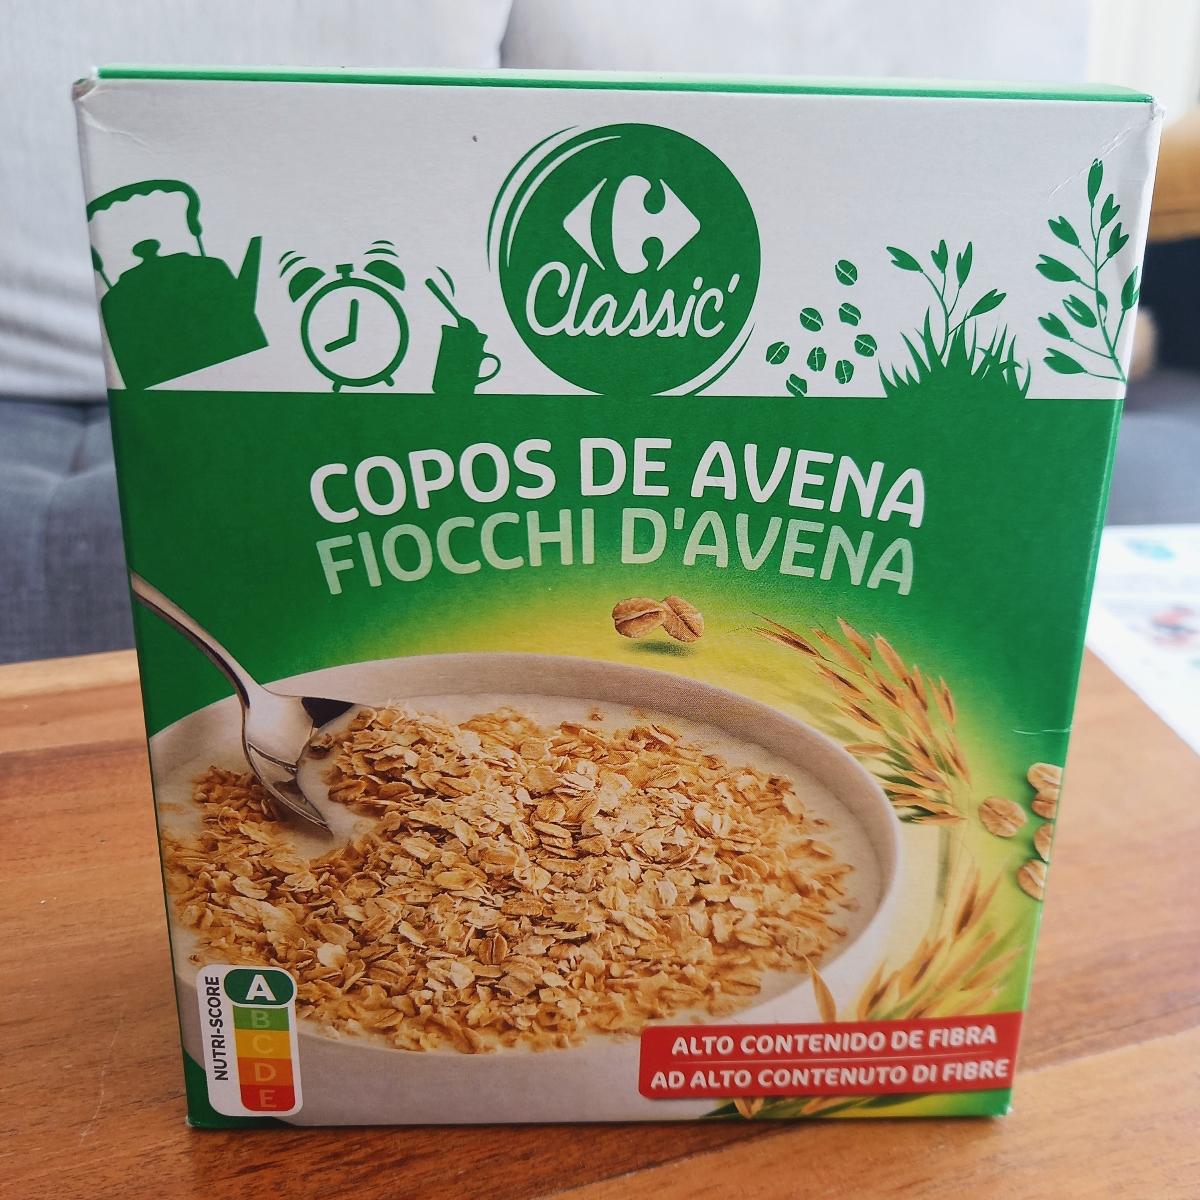 Classic'
COPOS DE AVENA
FIOCCHI D'AVENA
NUTRI-SCORE
A
B
C
D
E
ALTO CONTENIDO DE FIBRA
AD ALTO CONTENUTO DI FIBRE